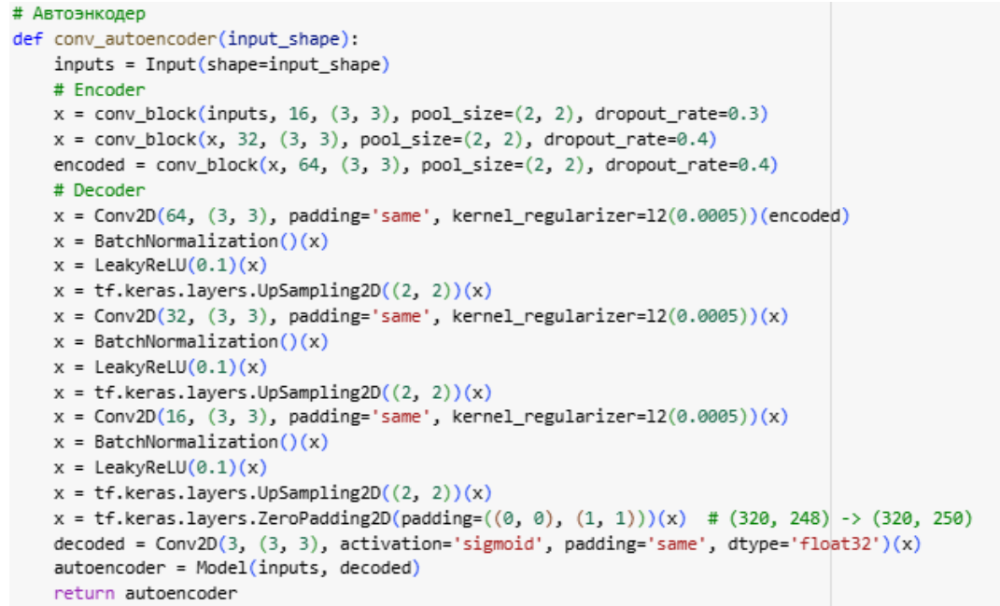 # Автоэнкодер
def conv_autoencoder(input_shape):
    inputs = Input(shape=input_shape)
    # Encoder
    x = conv_block(inputs, 16, (3, 3), pool_size=(2, 2), dropout_rate=0.3)
    x = conv_block(x, 32, (3, 3), pool_size=(2, 2), dropout_rate=0.4)
    encoded = conv_block(x, 64, (3, 3), pool_size=(2, 2), dropout_rate=0.4)
    # Decoder
    x = Conv2D(64, (3, 3), padding='same', kernel_regularizer=l2(0.0005))(encoded)
    x = BatchNormalization()(x)
    x = LeakyReLU(0.1)(x)
    x = tf.keras.layers.UpSampling2D((2, 2))(x)
    x = Conv2D(32, (3, 3), padding='same', kernel_regularizer=l2(0.0005))(x)
    x = BatchNormalization()(x)
    x = LeakyReLU(0.1)(x)
    x = tf.keras.layers.UpSampling2D((2, 2))(x)
    x = Conv2D(16, (3, 3), padding='same', kernel_regularizer=l2(0.0005))(x)
    x = BatchNormalization()(x)
    x = LeakyReLU(0.1)(x)
    x = tf.keras.layers.UpSampling2D((2, 2))(x)
    x = tf.keras.layers.ZeroPadding2D(padding=((0, 0), (1, 1)))(x)  # (320, 248) -> (320, 250)
    decoded = Conv2D(3, (3, 3), activation='sigmoid', padding='same', dtype='float32')(x)
    autoencoder = Model(inputs, decoded)
    return autoencoder